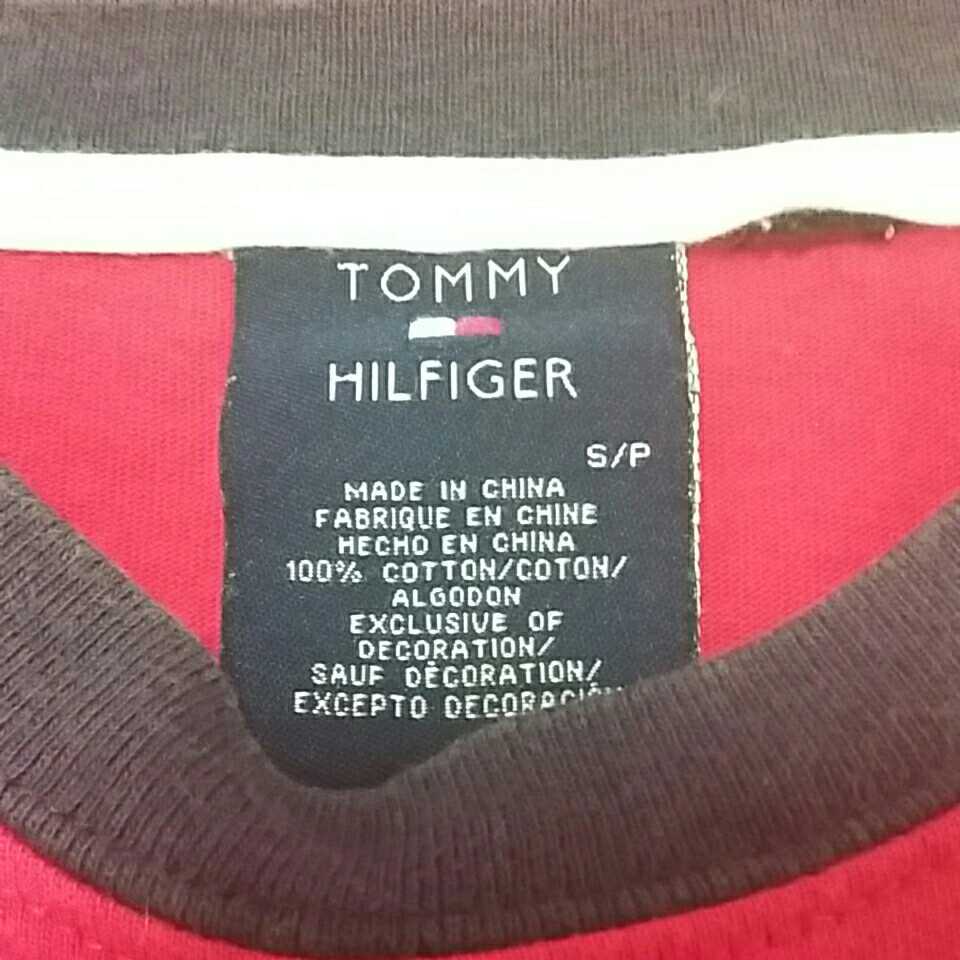 TOMMY
HILFIGER
S/P
MADE IN CHINA
FABRIQUE EN CHINE
HECHO EN CHINA
100% COTTON/COTON/
ALGODON
EXCLUSIVE OF
DECORATION/
SAUF DÉCORATION/
EXCEPTO